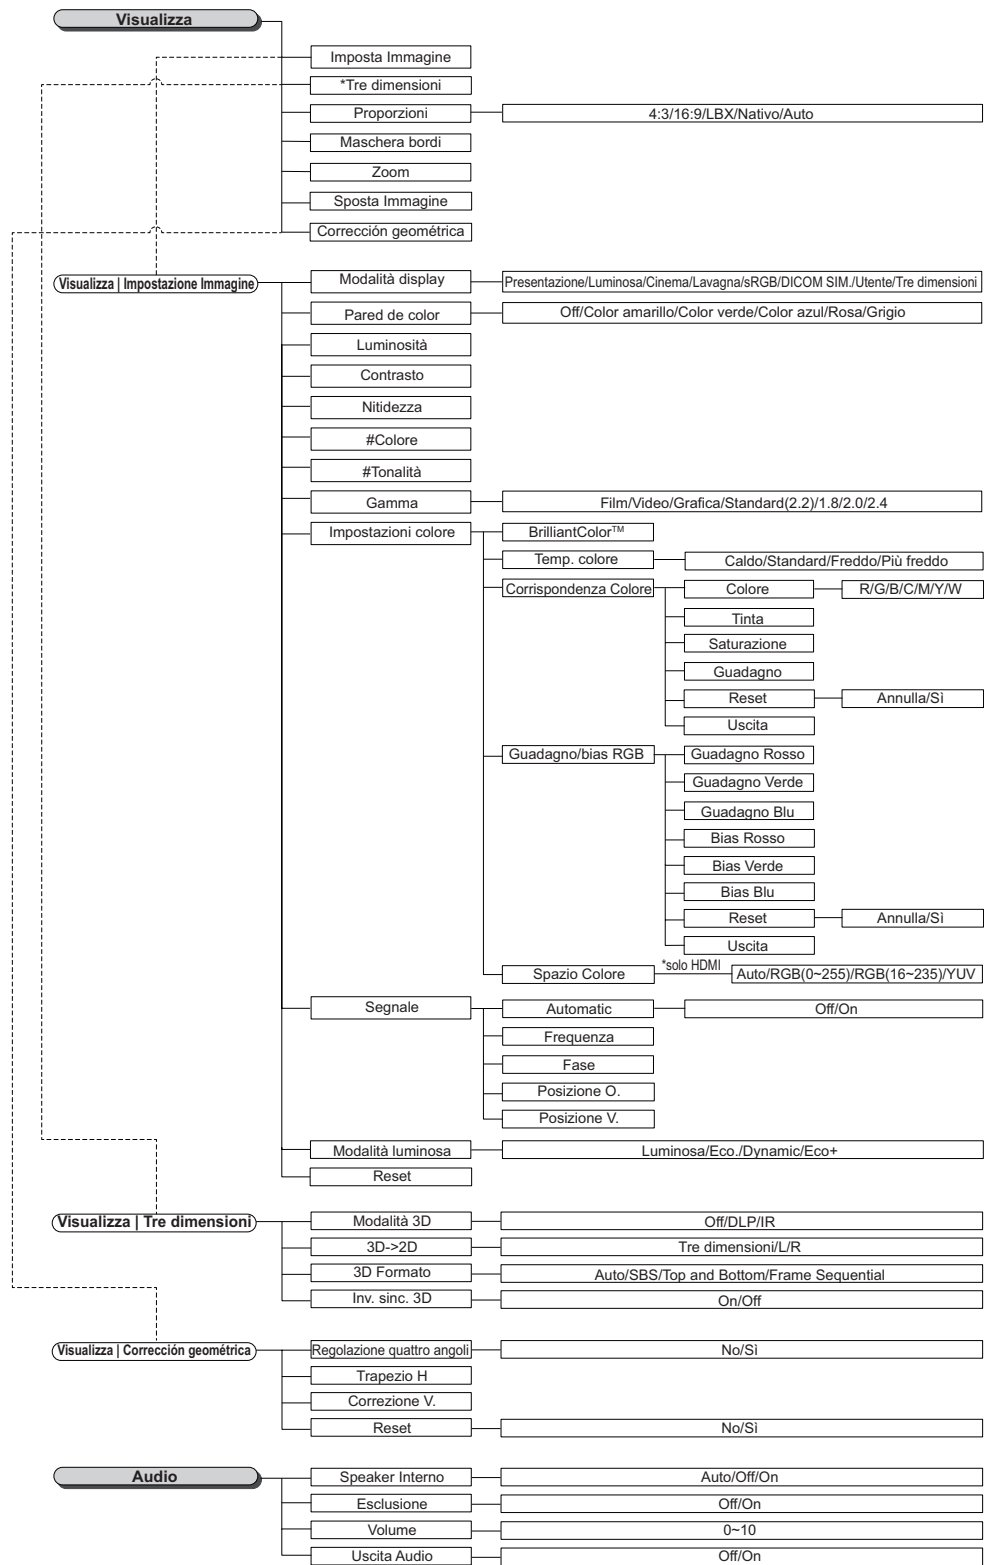 Visualizza
Imposta Immagine
*Tre dimensioni
Proporzioni 4:3/16:9/LBX/Nativo/Auto
Maschera bordi
Zoom
Sposta Immagine
Corrección geométrica
Visualizza | Impostazione Immagine Modalità display Presentazione/Luminosa/Cinema/Lavagna/sRGB/DICOM SIM./Utente/Tre dimensioni
Pared de color Off/Color amarillo/Color verde/Color azul/Rosa/Grigio
Luminosità
Contrasto
Nitidezza
#Colore
#Tonalità
Gamma Film/Video/Grafica/Standard(2.2)/1.8/2.0/2.4
Impostazioni colore BrilliantColor™
Temp. colore Caldo/Standard/Freddo/Più freddo
Corrispondenza Colore Colore R/G/B/C/M/Y/W
Tinta
Saturazione
Guadagno
Reset Annulla/Sì
Uscita
Guadagno/bias RGB Guadagno Rosso
Guadagno Verde
Guadagno Blu
Bias Rosso
Bias Verde
Bias Blu
Reset Annulla/Sì
Uscita
Spazio Colore *solo HDMI Auto/RGB(0~255)/RGB(16~235)/YUV
Segnale Automatic Off/On
Frequenza
Fase
Posizione O.
Posizione V.
Modalità luminosa Luminosa/Eco./Dynamic/Eco+
Reset
Visualizza | Tre dimensioni Modalità 3D Off/DLP/IR
3D->2D Tre dimensioni/L/R
3D Formato Auto/SBS/Top and Bottom/Frame Sequential
Inv. sinc. 3D On/Off
Visualizza | Corrección geométrica Regolazione quattro angoli No/Sì
Trapezio H
Correzione V.
Reset No/Sì
Audio Speaker Interno Auto/Off/On
Esclusione Off/On
Volume 0~10
Uscita Audio Off/On